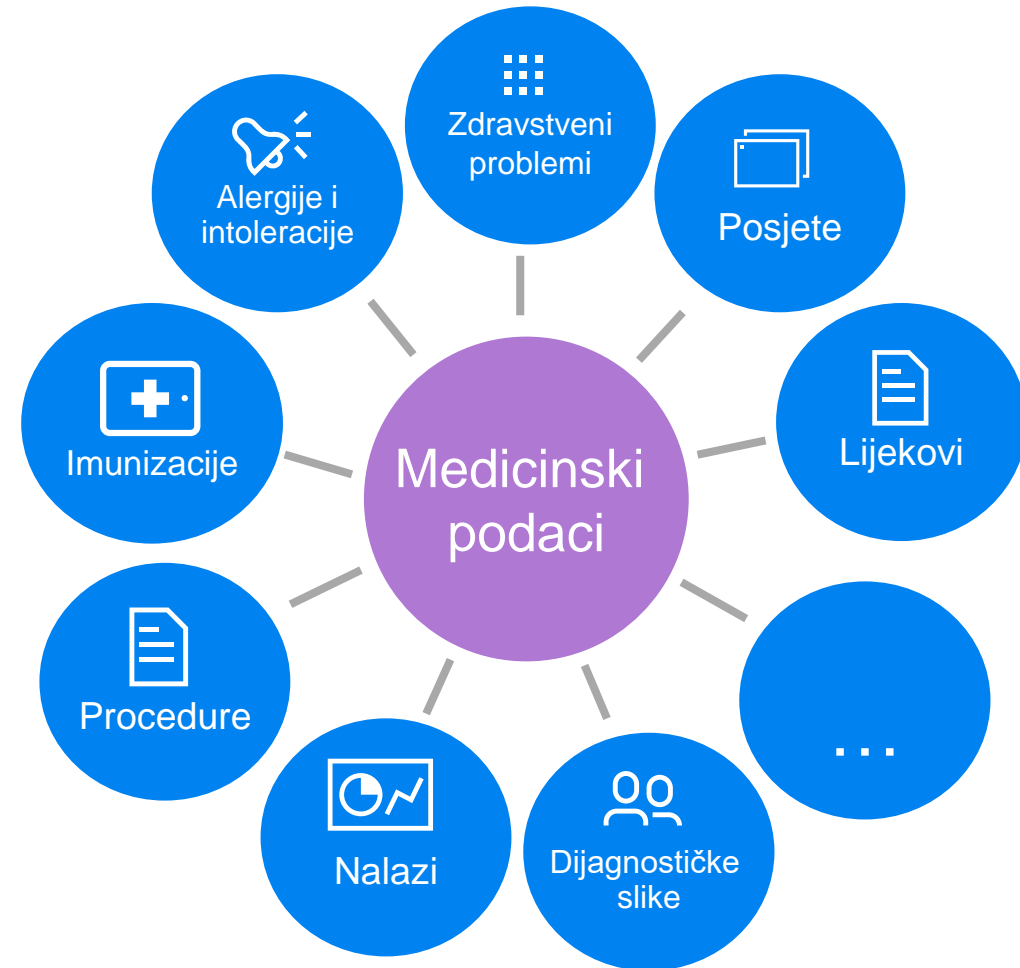 Zdravstveni
problemi
Posjete
Lijekovi
...
Dijagnostičke
slike
Nalazi
Procedure
Imunizacije
Alergije i
intoleracije
Medicinski
podaci